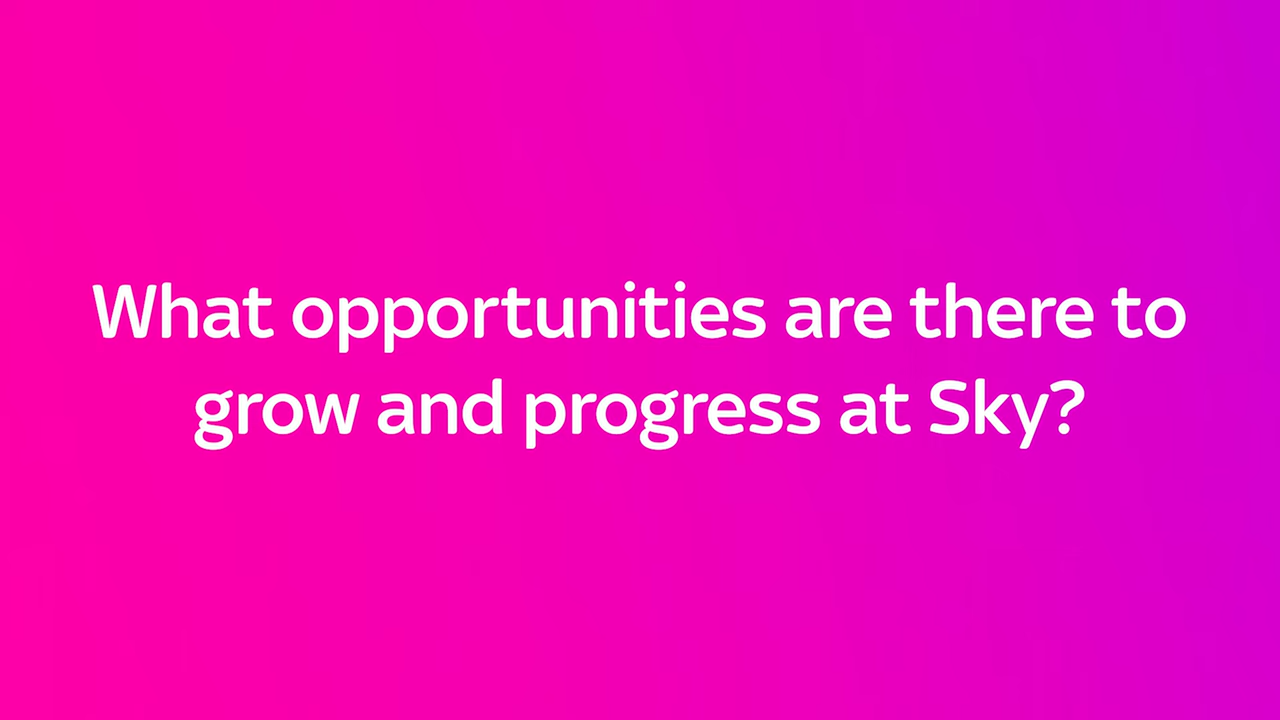 What opportunities are there to
grow and progress at Sky?